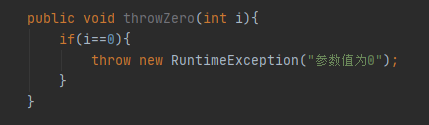 public void throwZero(int i){
if(i==0){
throw new RuntimeException("参数值为0");
}
}